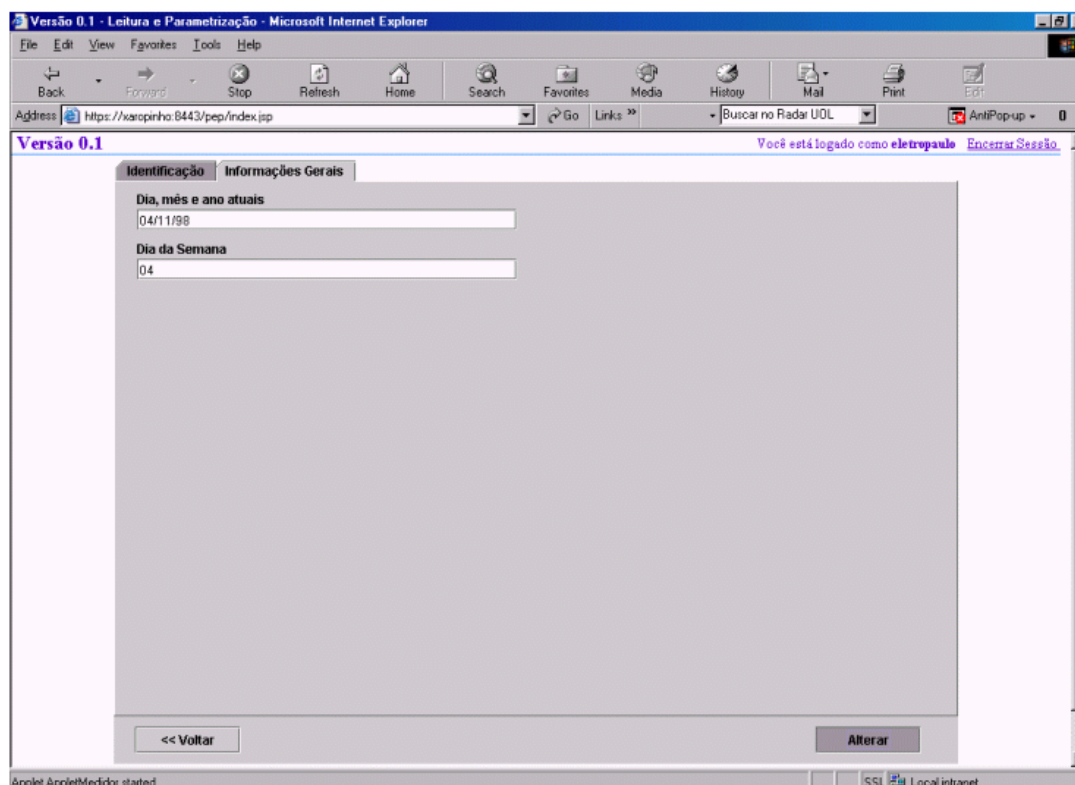 Versão 0.1 - Leitura e Parametrização - Microsoft Internet Explorer
File Edit View Favorites Tools Help
Back Forward Stop Refresh Home Search Favorites Media History Mail Print Edit
Address https://xaropinho:8443/pep/index.jsp Go Links » Buscar no Radar UOL AntiPop-up 0
Versão 0.1 Você está logado como eletropaulo Encerrar Sessão
Identificação Informações Gerais
Dia, mês e ano atuais
04/11/98
Dia da Semana
04
<< Voltar Alterar
Applet AppletMedidor started SSL Local intranet